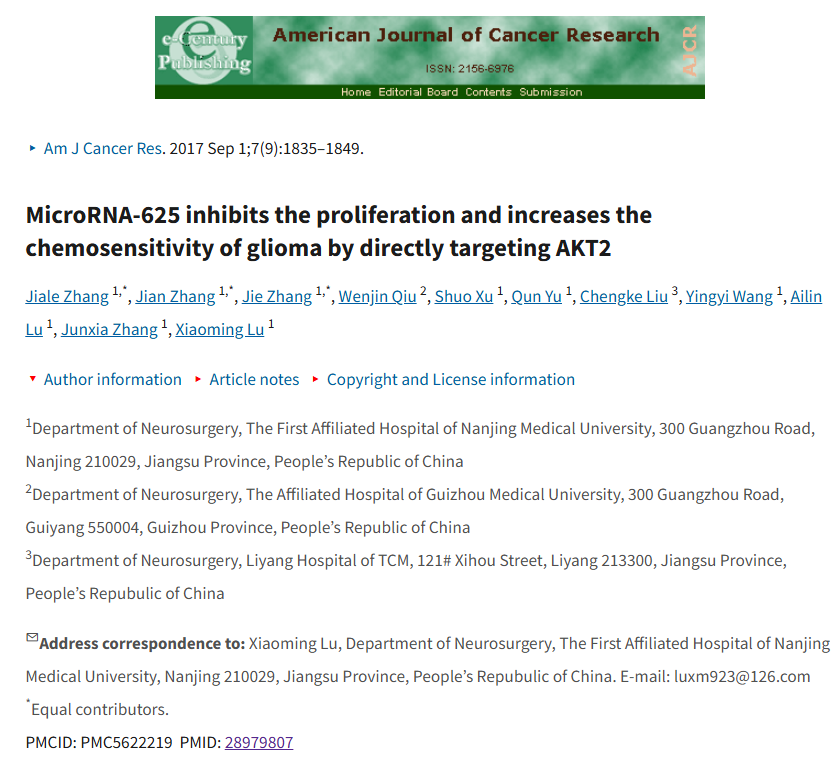 e-Century
Publishing
American Journal of Cancer Research
ISSN: 2156-6976
AJCR
Home Editorial Board Contents Submission
‣ Am J Cancer Res. 2017 Sep 1;7(9):1835–1849.
MicroRNA-625 inhibits the proliferation and increases the
chemosensitivity of glioma by directly targeting AKT2
Jiale Zhang 1,*, Jian Zhang 1,*, Jie Zhang 1,*, Wenjin Qiu 2, Shuo Xu 1, Qun Yu 1, Chengke Liu 3, Yingyi Wang 1, Ailin
Lu 1, Junxia Zhang 1, Xiaoming Lu 1
Author information Article notes Copyright and License information
1Department of Neurosurgery, The First Affiliated Hospital of Nanjing Medical University, 300 Guangzhou Road,
Nanjing 210029, Jiangsu Province, People’s Republic of China
2Department of Neurosurgery, The Affiliated Hospital of Guizhou Medical University, 300 Guangzhou Road,
Guiyang 550004, Guizhou Province, People’s Republic of China
3Department of Neurosurgery, Liyang Hospital of TCM, 121# Xihou Street, Liyang 213300, Jiangsu Province,
People’s Repubulic of China
Address correspondence to: Xiaoming Lu, Department of Neurosurgery, The First Affiliated Hospital of Nanjing
Medical University, Nanjing 210029, Jiangsu Province, People’s Repubulic of China. E-mail: luxm923@126.com
*Equal contributors.
PMCID: PMC5622219 PMID: 28979807